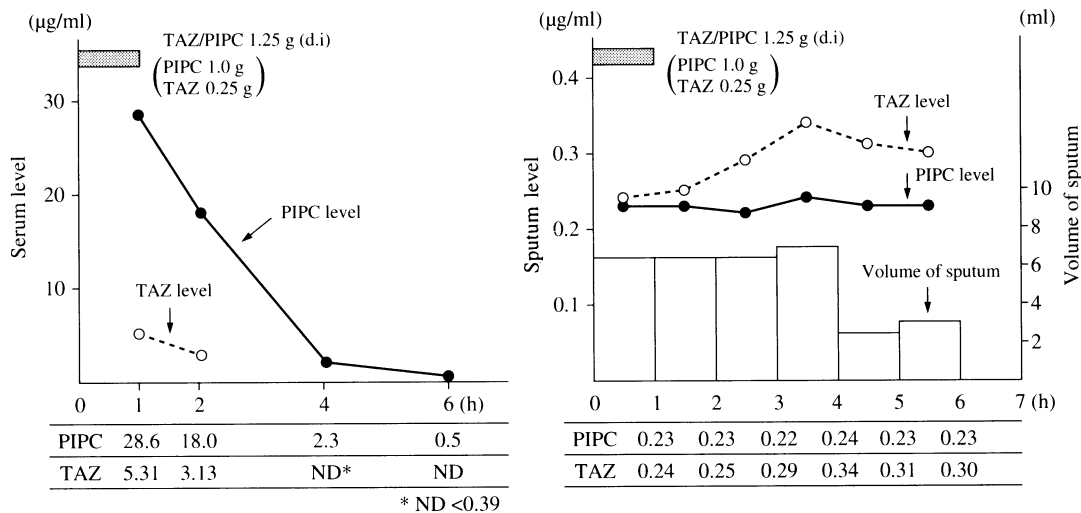 (μg/ml)
TAZ/PIPC 1.25 g (d.i)
PIPC 1.0 g
TAZ 0.25 g
30
20
10
Serum level
PIPC level
TAZ level
0 1 2 4 6 (h)
PIPC 28.6 18.0 2.3 0.5
TAZ 5.31 3.13 ND* ND
* ND <0.39
(μg/ml)
(ml)
TAZ/PIPC 1.25 g (d.i)
PIPC 1.0 g
TAZ 0.25 g
0.4
0.3
0.2
0.1
Sputum level
TAZ level
PIPC level
Volume of sputum
10
8
6
4
2
0
Volume of sputum
0 1 2 3 4 5 6 7 (h)
PIPC 0.23 0.23 0.22 0.24 0.23 0.23
TAZ 0.24 0.25 0.29 0.34 0.31 0.30